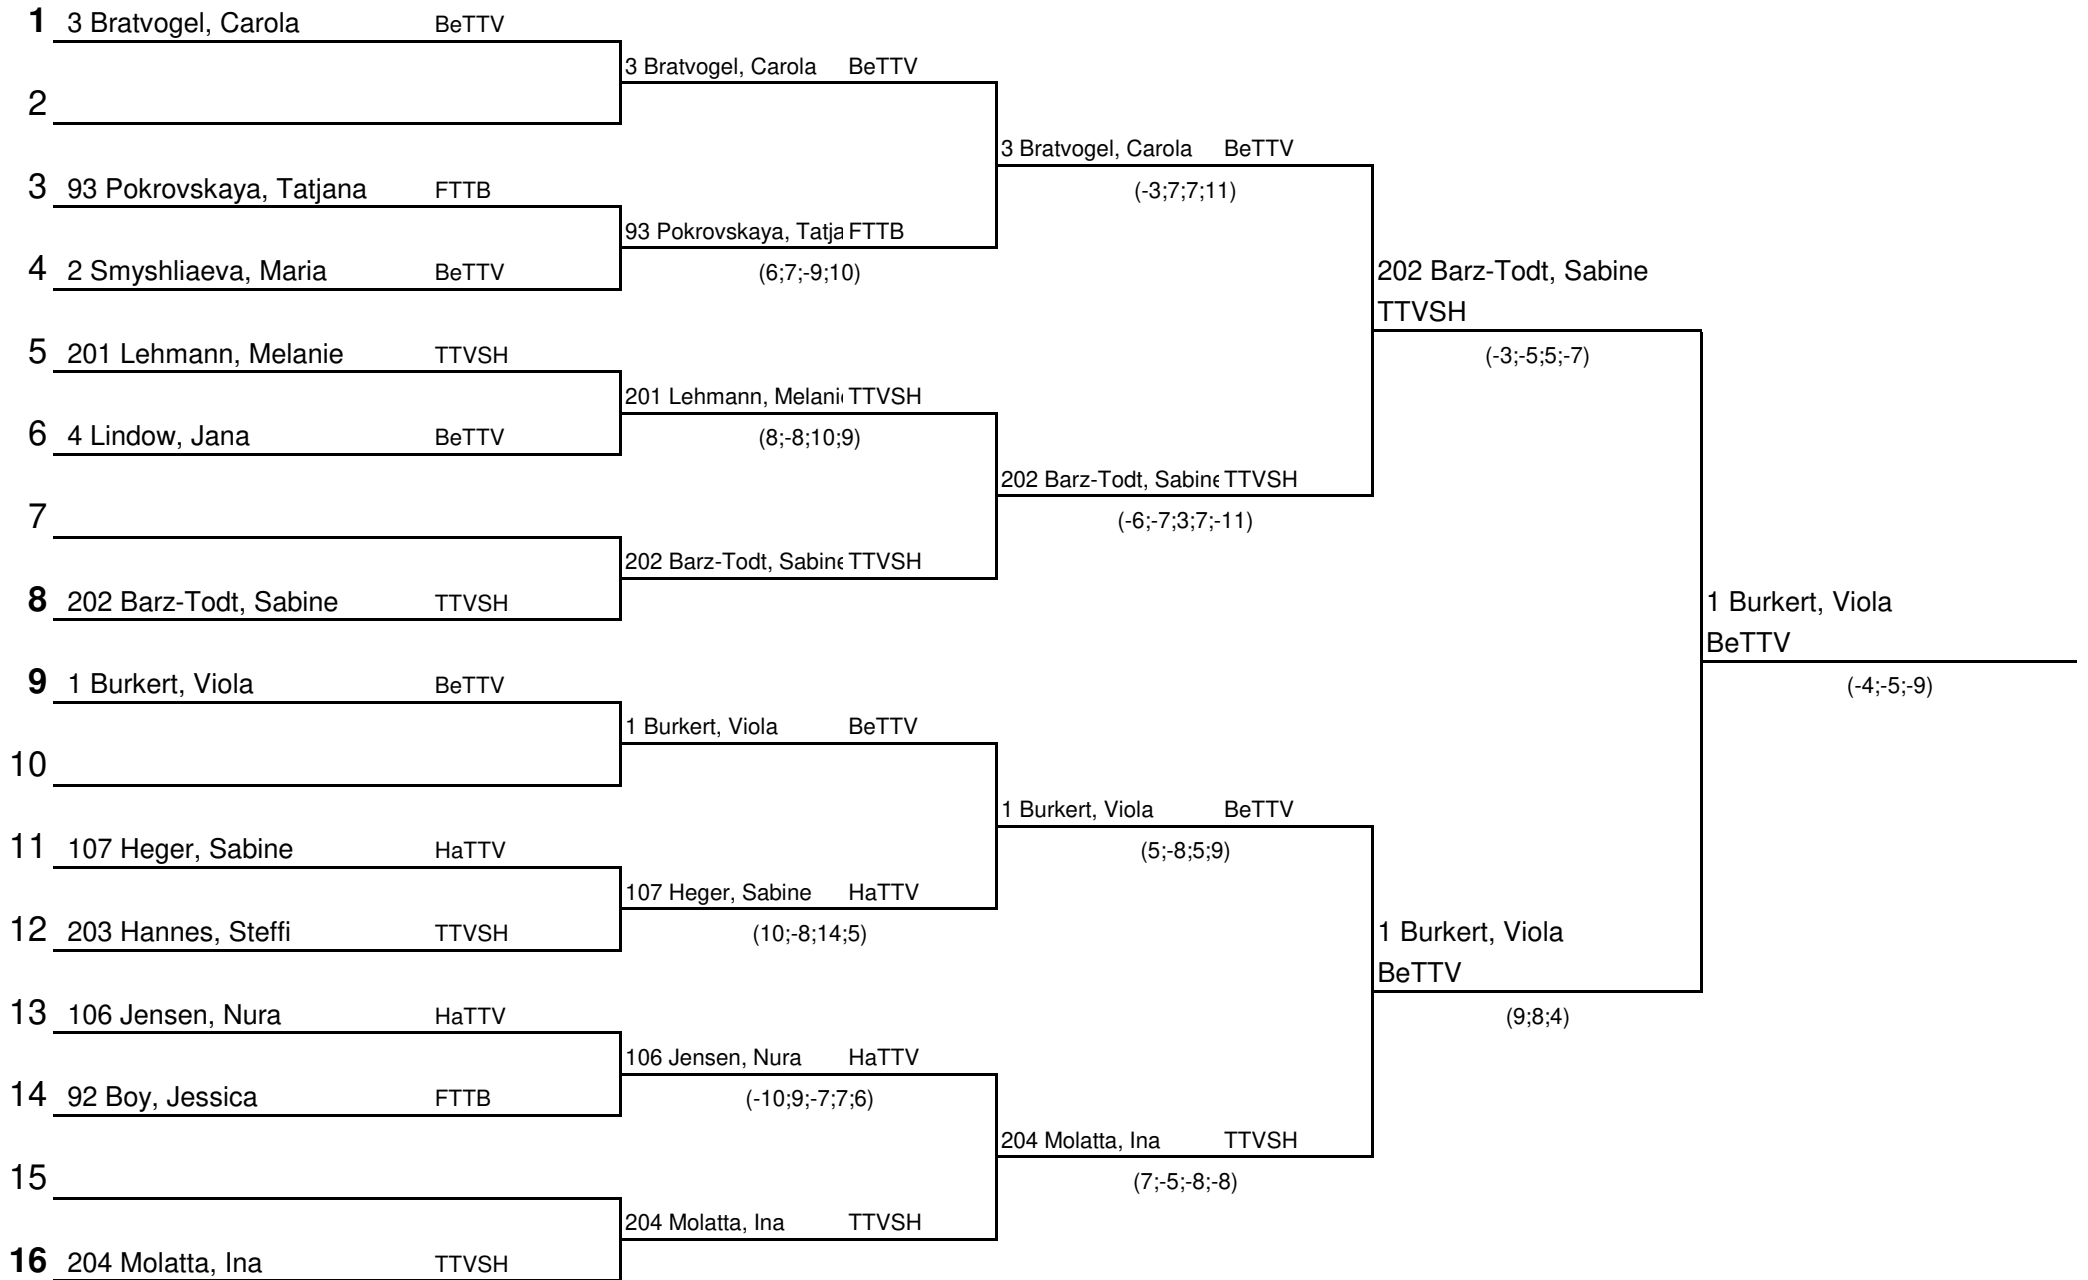 1 3 Bratvogel, Carola BeTTV
3 Bratvogel, Carola BeTTV
2
3 Bratvogel, Carola BeTTV
3 93 Pokrovskaya, Tatjana FTTB
(-3;7;7;11)
93 Pokrovskaya, Tatja FTTB
4 2 Smyshliaeva, Maria BeTTV
(6;7;-9;10)
202 Barz-Todt, Sabine
TTVSH
5 201 Lehmann, Melanie TTVSH
(-3;-5;5;-7)
201 Lehmann, Melani TTVSH
6 4 Lindow, Jana BeTTV
(8;-8;10;9)
202 Barz-Todt, Sabine TTVSH
7
(-6;-7;3;7;-11)
202 Barz-Todt, Sabine TTVSH
8 202 Barz-Todt, Sabine TTVSH
1 Burkert, Viola
BeTTV
9 1 Burkert, Viola BeTTV
(-4;-5;-9)
1 Burkert, Viola BeTTV
10
1 Burkert, Viola BeTTV
11 107 Heger, Sabine HaTTV
(5;-8;5;9)
107 Heger, Sabine HaTTV
12 203 Hannes, Steffi TTVSH
(10;-8;14;5)
1 Burkert, Viola
BeTTV
13 106 Jensen, Nura HaTTV
(9;8;4)
106 Jensen, Nura HaTTV
14 92 Boy, Jessica FTTB
(-10;9;-7;7;6)
204 Molatta, Ina TTVSH
15
(7;-5;-8;-8)
204 Molatta, Ina TTVSH
16 204 Molatta, Ina TTVSH